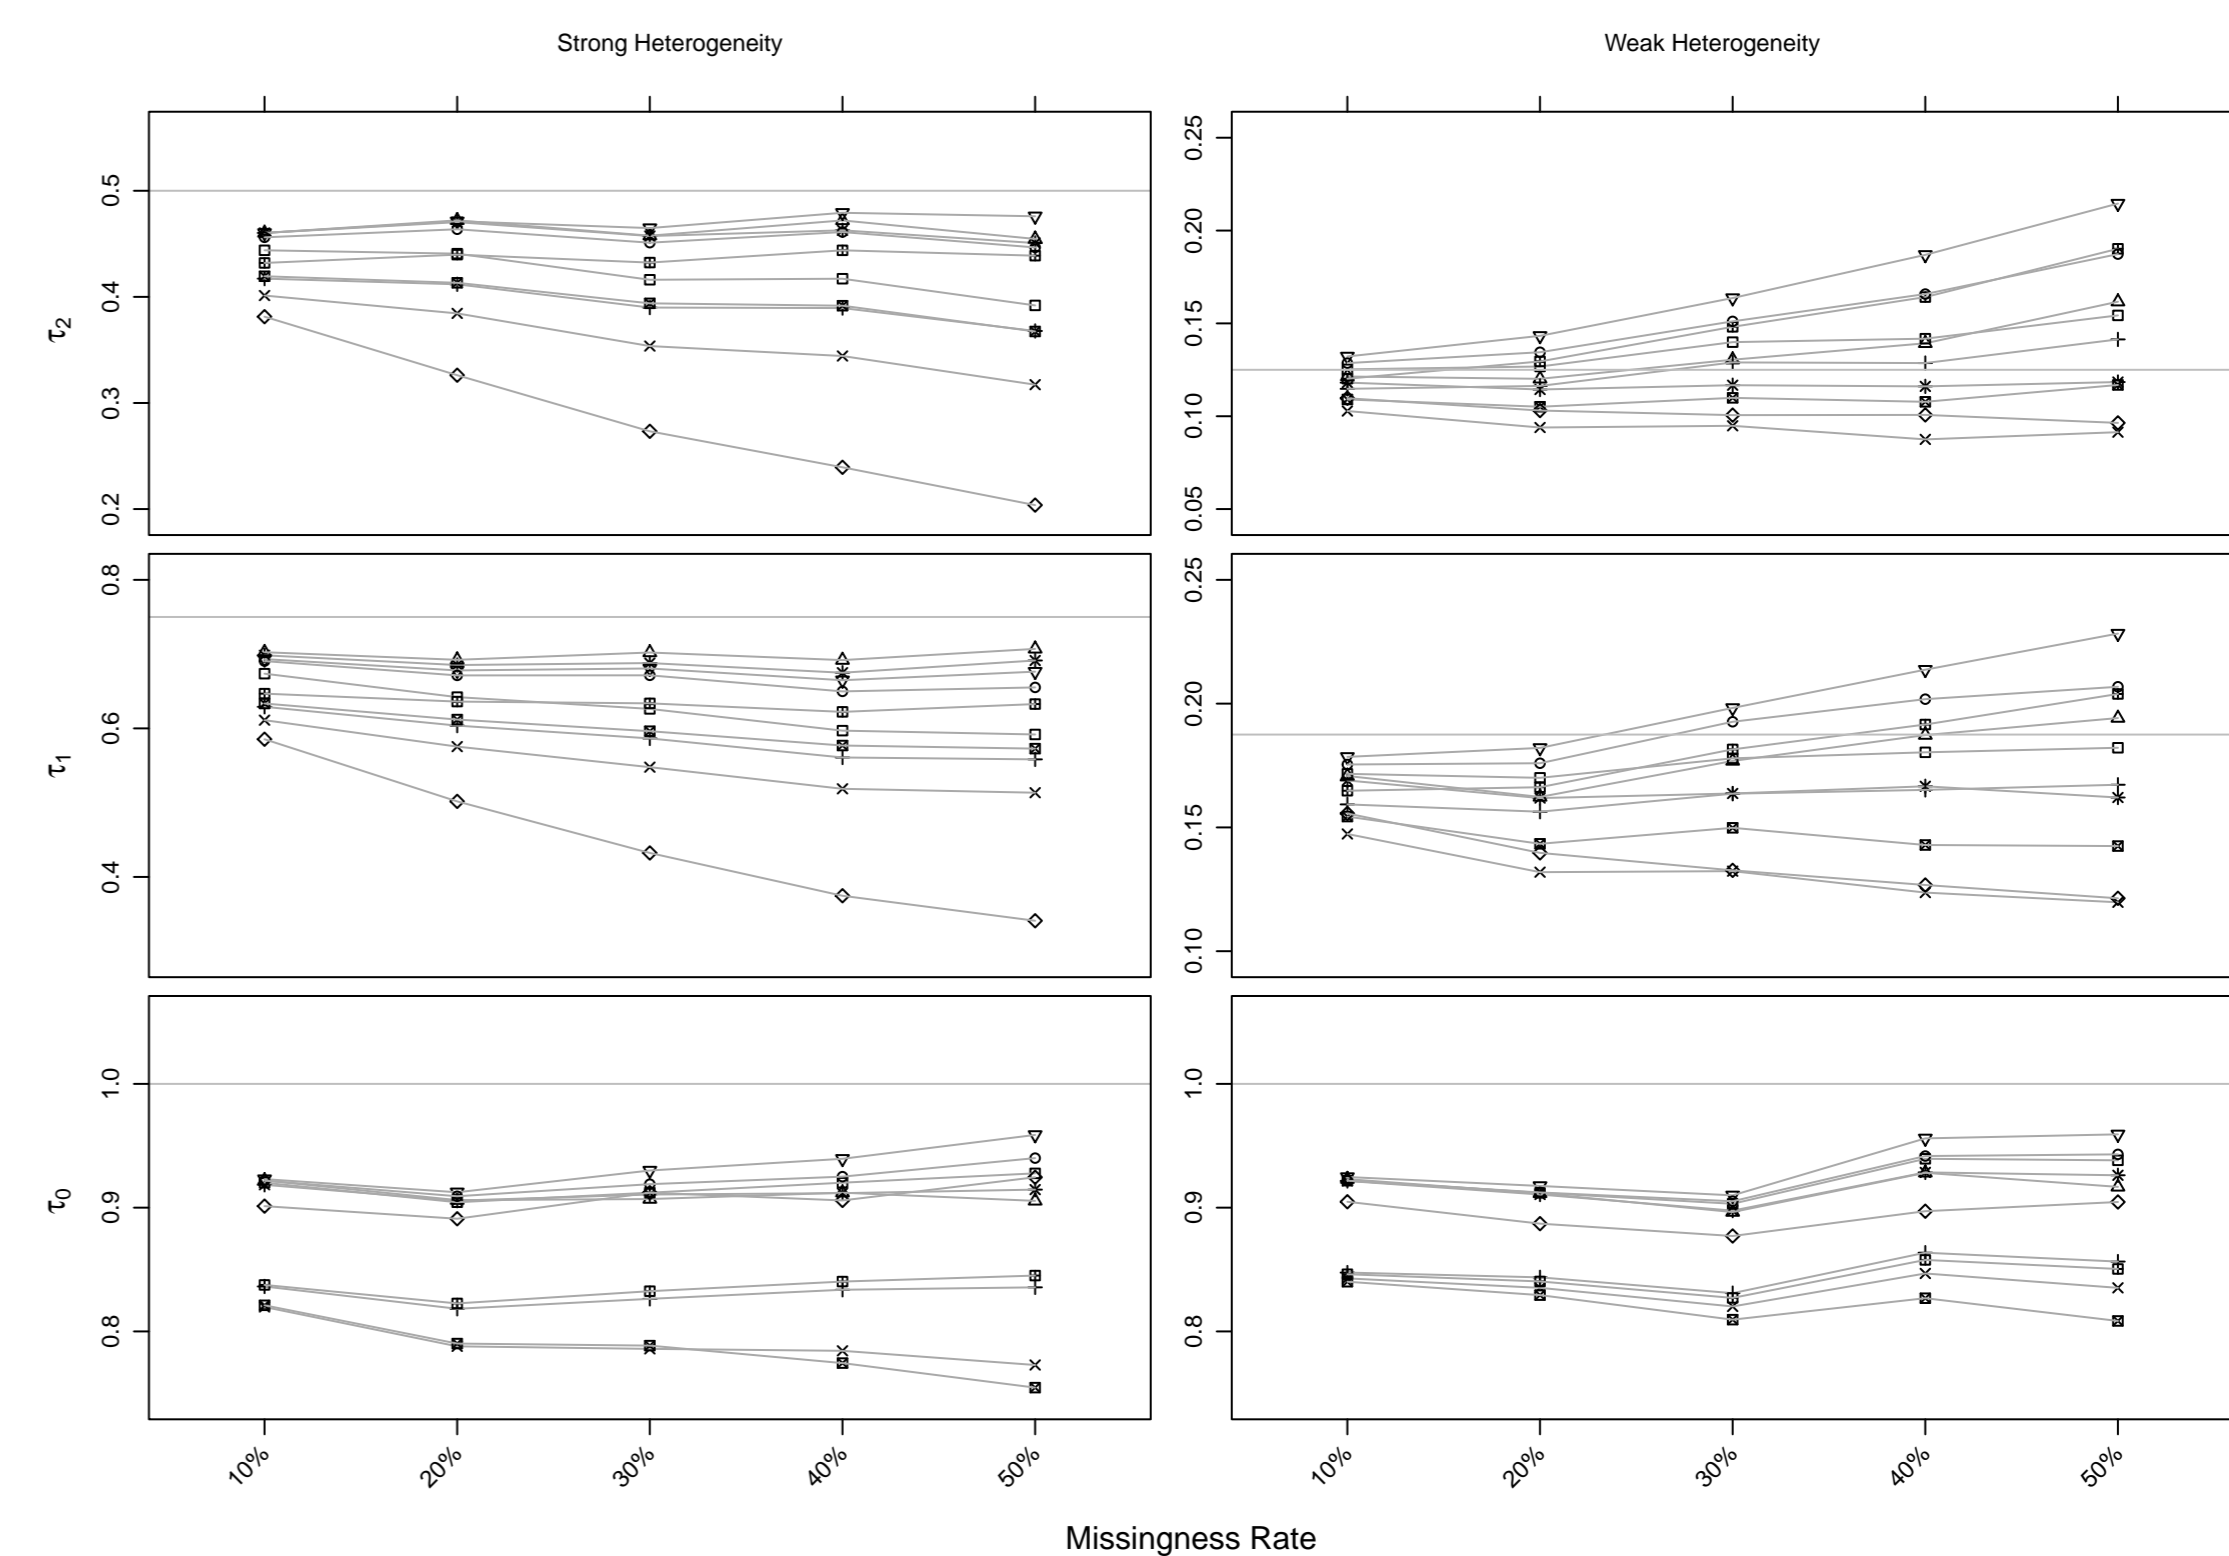 Strong Heterogeneity
Weak Heterogeneity
τ2
0.5
0.4
0.3
0.2
0.25
0.20
0.15
0.10
0.05
τ1
0.8
0.6
0.4
0.25
0.20
0.15
0.10
τ0
1.0
0.9
0.8
1.0
0.9
0.8
10% 20% 30% 40% 50%
10% 20% 30% 40% 50%
Missingness Rate